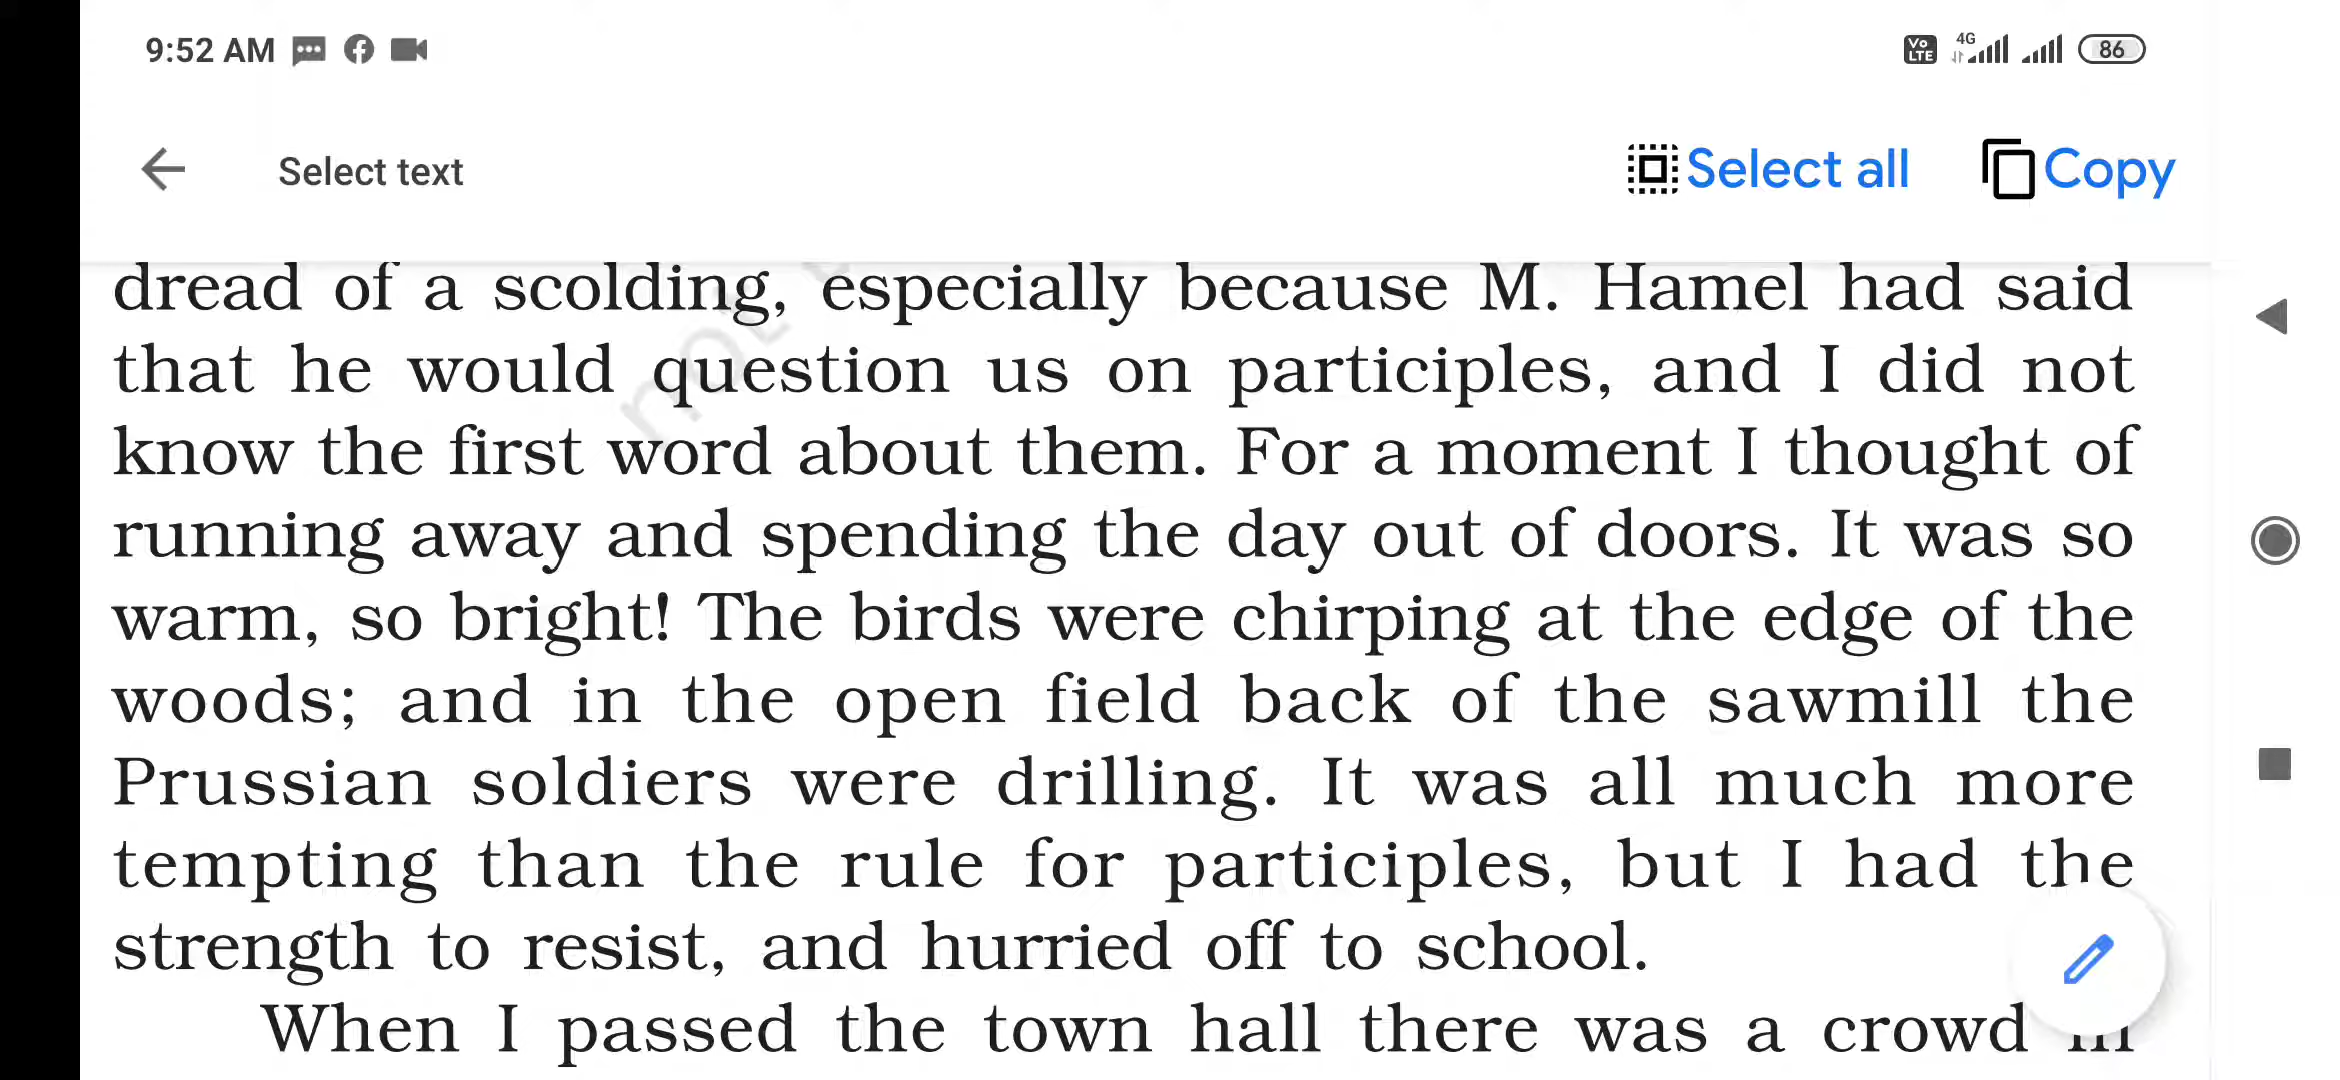 9:52 AM
Vo LTE 4G 86
Select text
Select all
Copy
dread of a scolding, especially because M. Hamel had said
that he would question us on participles, and I did not
know the first word about them. For a moment I thought of
running away and spending the day out of doors. It was so
warm, so bright! The birds were chirping at the edge of the
woods; and in the open field back of the sawmill the
Prussian soldiers were drilling. It was all much more
tempting than the rule for participles, but I had the
strength to resist, and hurried off to school.
When I passed the town hall there was a crowd in